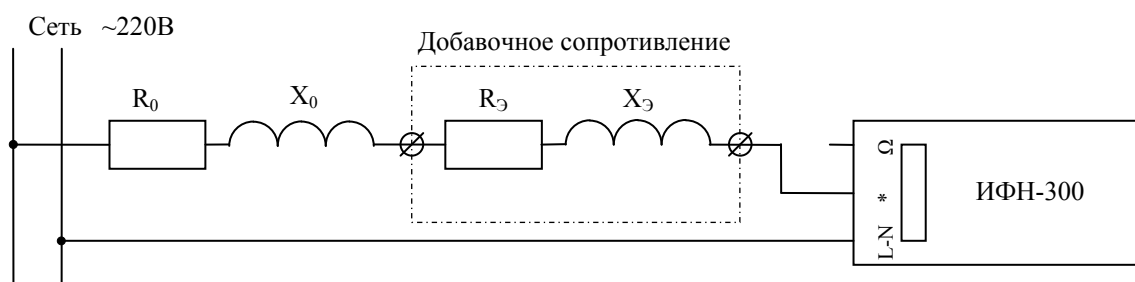 Сеть ~220В
Добавочное сопротивление
R₀
X₀
RЭ
XЭ
Ω
*
L-N
ИФН-300